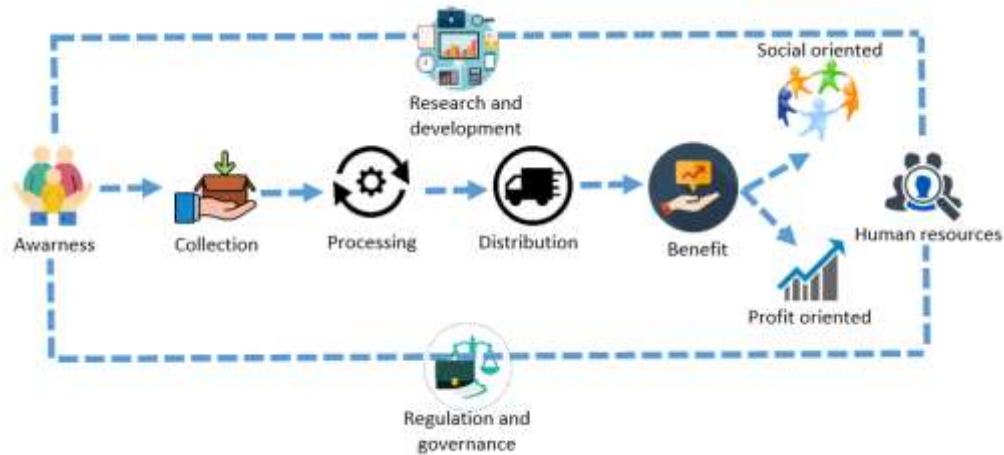 Social oriented
Research and
development
Awarness
Collection
Processing
Distribution
Benefit
Human resources
Profit oriented
Regulation and
governance